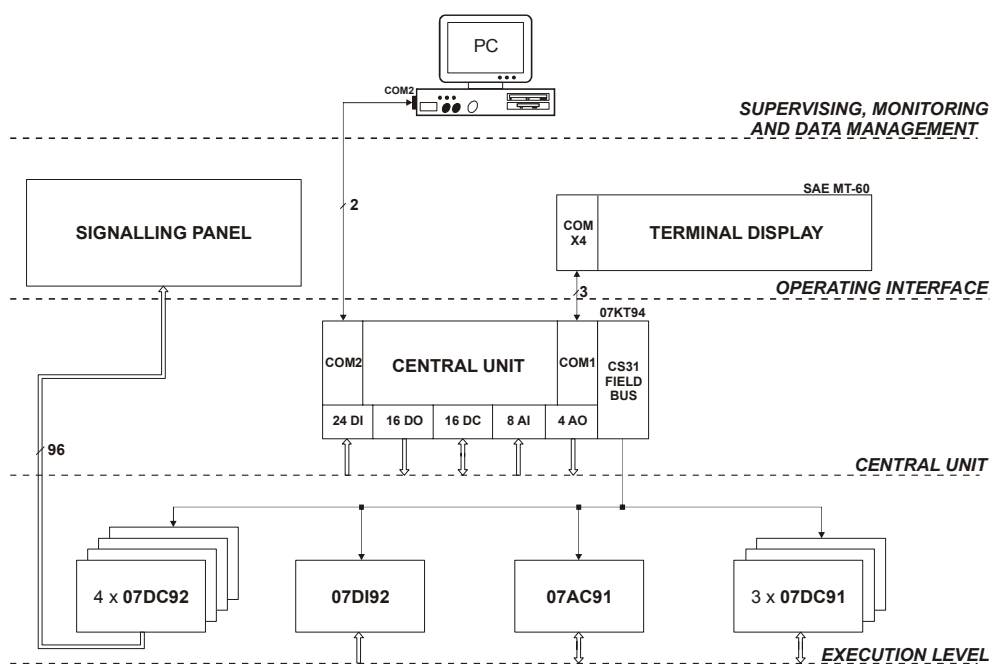 PC
COM2
SUPERVISING, MONITORING
AND DATA MANAGEMENT
SAE MT-60
SIGNALLING PANEL
2
COM
X4
TERMINAL DISPLAY
3
OPERATING INTERFACE
07KT94
COM2
CENTRAL UNIT
COM1
CS31
FIELD
BUS
24 DI
16 DO
16 DC
8 AI
4 AO
96
CENTRAL UNIT
4 x 07DC92
07DI92
07AC91
3 x 07DC91
EXECUTION LEVEL